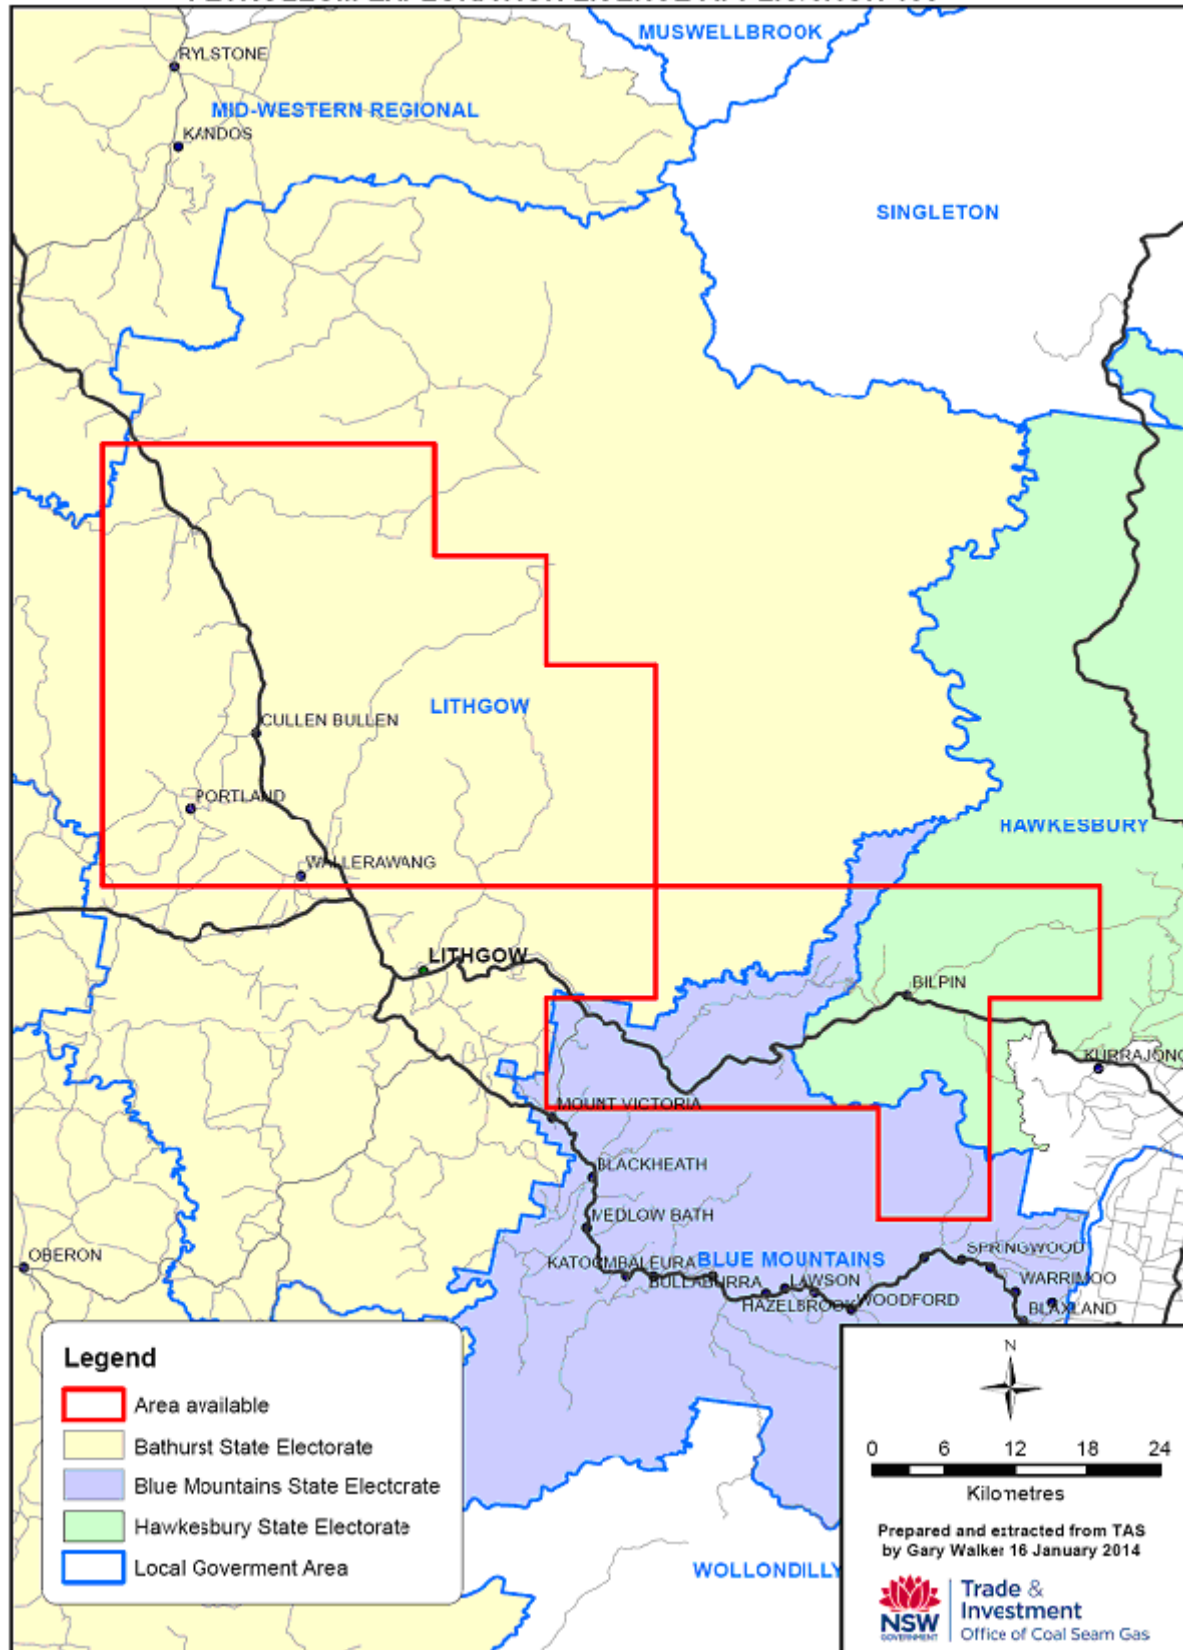 MUSWELLBROOK
RYLSTONE
MID-WESTERN REGIONAL
KANDOS
SINGLETON
LITHGOW
CULLEN BULLEN
PORTLAND
HAWKESBURY
WALLERAWANG
LITHGOW
BILPIN
KURRAJONG
MOUNT VICTORIA
BLACKHEATH
MEDLOW BATH
OBERON
KATOOMBA
LEURA
BLUE MOUNTAINS
SPRINGWOOD
BULLABURRA
LAWSON
WARRIMOO
HAZELBROOK
WOODFORD
BLAXLAND
Legend
Area available
Bathurst State Electorate
Blue Mountains State Electorate
Hawkesbury State Electorate
Local Goverment Area
N
0 6 12 18 24
Kilometres
Prepared and extracted from TAS
by Gary Walker 16 January 2014
WOLLONDILLY
NSW
GOVERNMENT
Trade &
Investment
Office of Coal Seam Gas